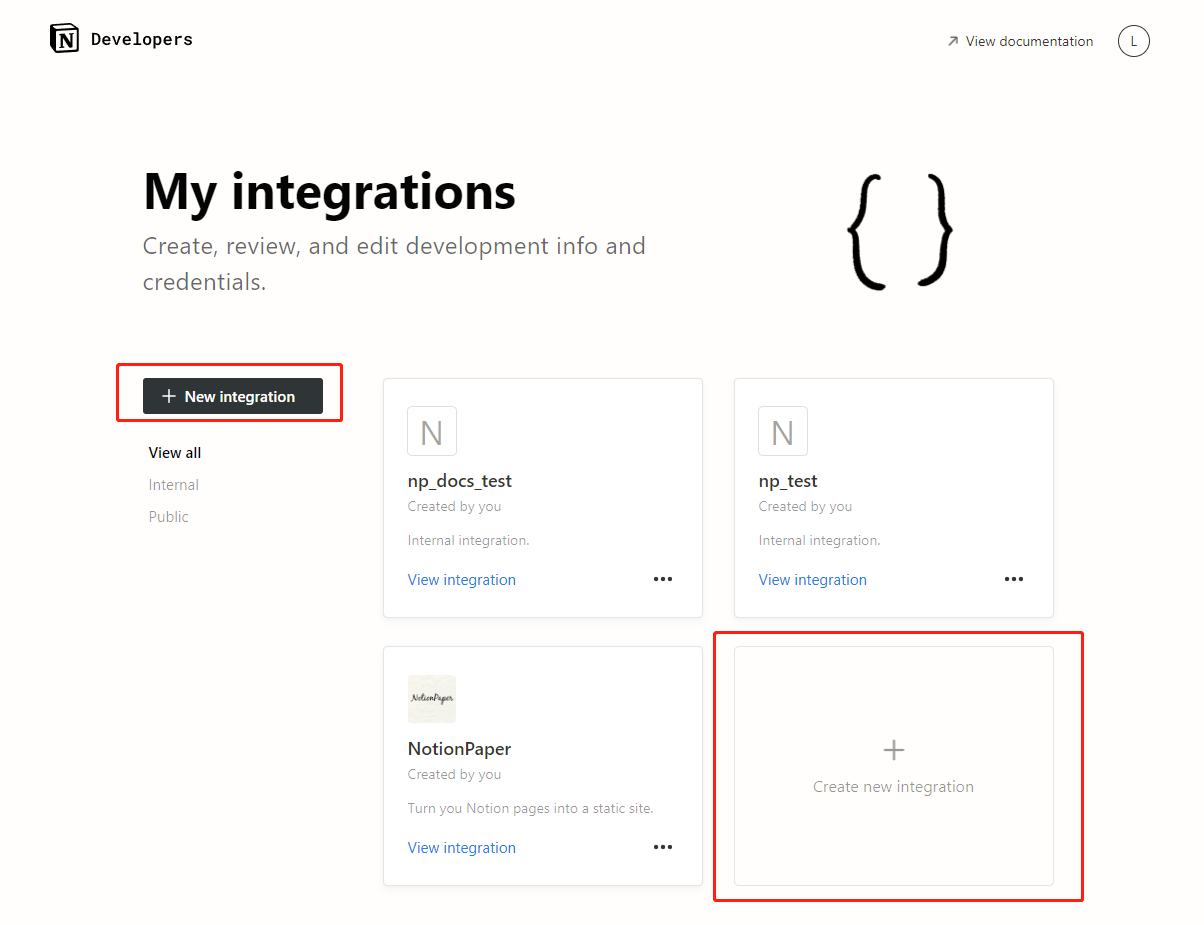 N Developers
View documentation
L
My integrations
Create, review, and edit development info and
credentials.
{ }
+ New integration
View all
Internal
Public
N
np_docs_test
Created by you
Internal integration.
View integration
N
np_test
Created by you
Internal integration.
View integration
NotionPaper
NotionPaper
Created by you
Turn you Notion pages into a static site.
View integration
+
Create new integration